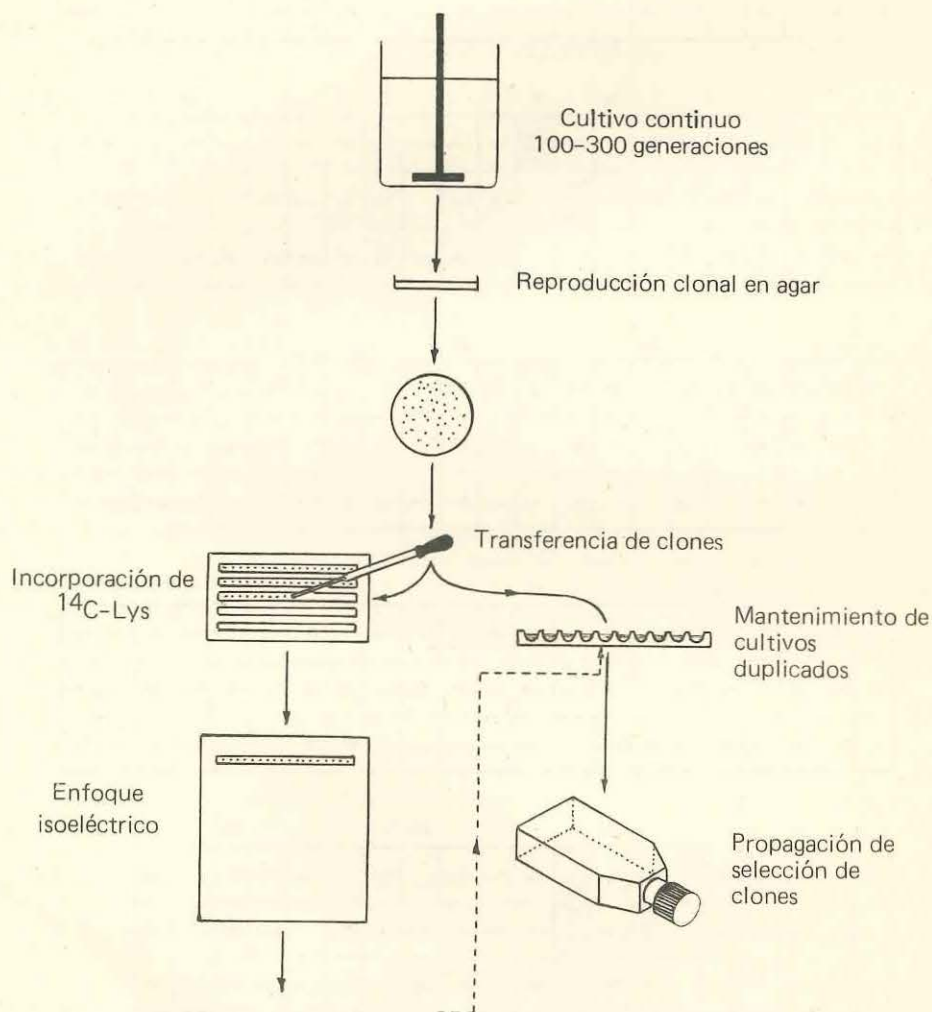 Cultivo continuo
100-300 generaciones
Reproducción clonal en agar
Transferencia de clones
Incorporación de
14C-Lys
Mantenimiento de
cultivos
duplicados
Enfoque
isoeléctrico
Propagación de
selección de
clones